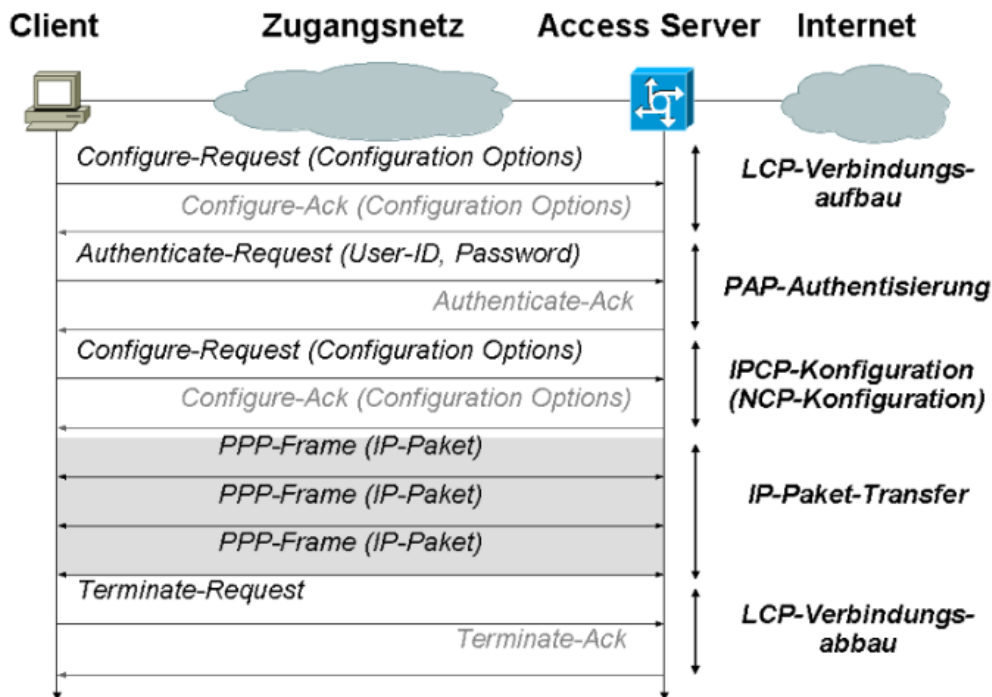 Client
Zugangsnetz
Access Server
Internet
Configure-Request (Configuration Options)
Configure-Ack (Configuration Options)
LCP-Verbindungs-
aufbau
Authenticate-Request (User-ID, Password)
Authenticate-Ack
PAP-Authentisierung
Configure-Request (Configuration Options)
Configure-Ack (Configuration Options)
IPCP-Konfiguration
(NCP-Konfiguration)
PPP-Frame (IP-Paket)
PPP-Frame (IP-Paket)
PPP-Frame (IP-Paket)
IP-Paket-Transfer
Terminate-Request
Terminate-Ack
LCP-Verbindungs-
abbau